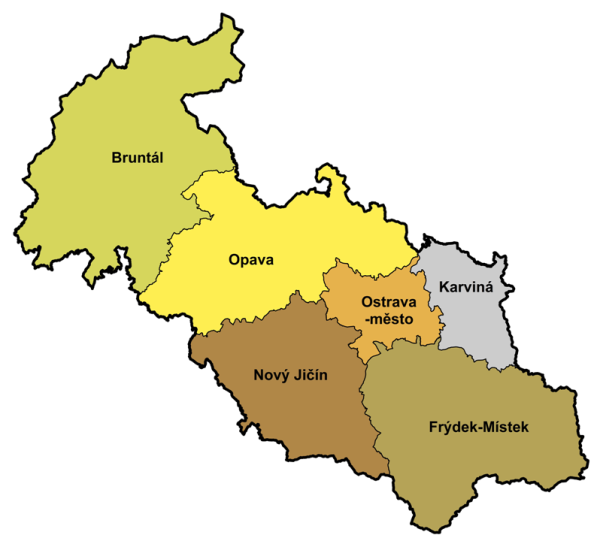 Bruntál
Opava
Karviná
Ostrava
-město
Nový Jičín
Frýdek-Místek